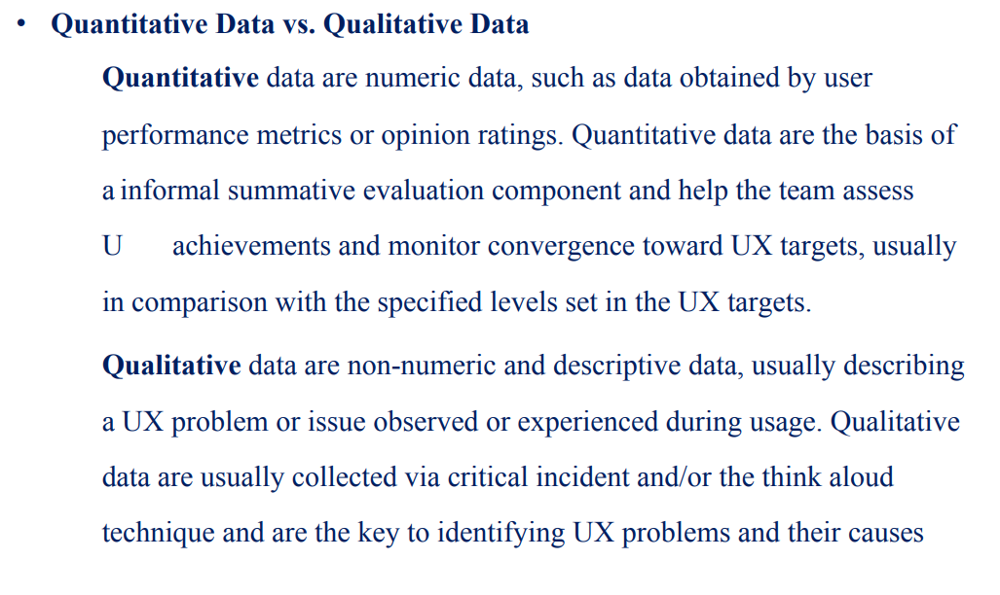 • Quantitative Data vs. Qualitative Data
Quantitative data are numeric data, such as data obtained by user
performance metrics or opinion ratings. Quantitative data are the basis of
a informal summative evaluation component and help the team assess
U achievements and monitor convergence toward UX targets, usually
in comparison with the specified levels set in the UX targets.
Qualitative data are non-numeric and descriptive data, usually describing
a UX problem or issue observed or experienced during usage. Qualitative
data are usually collected via critical incident and/or the think aloud
technique and are the key to identifying UX problems and their causes